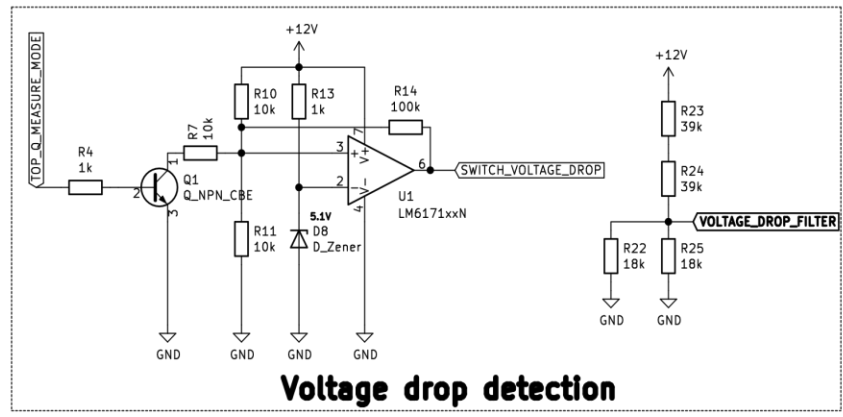 +12V
TOP_Q_MEASURE_MODE
R10
10k
R13
1k
R14
100k
R7
10k
R4
1k
1
2
3
Q1
Q_NPN_CBE
3
2
+
-
V+
V-
7
4
6
SWITCH_VOLTAGE_DROP
U1
LM6171xxN
R11
10k
5.1V
D8
D_Zener
GND
GND
GND
GND
+12V
R23
39k
R24
39k
VOLTAGE_DROP_FILTER
R22
18k
R25
18k
GND
GND
Voltage drop detection